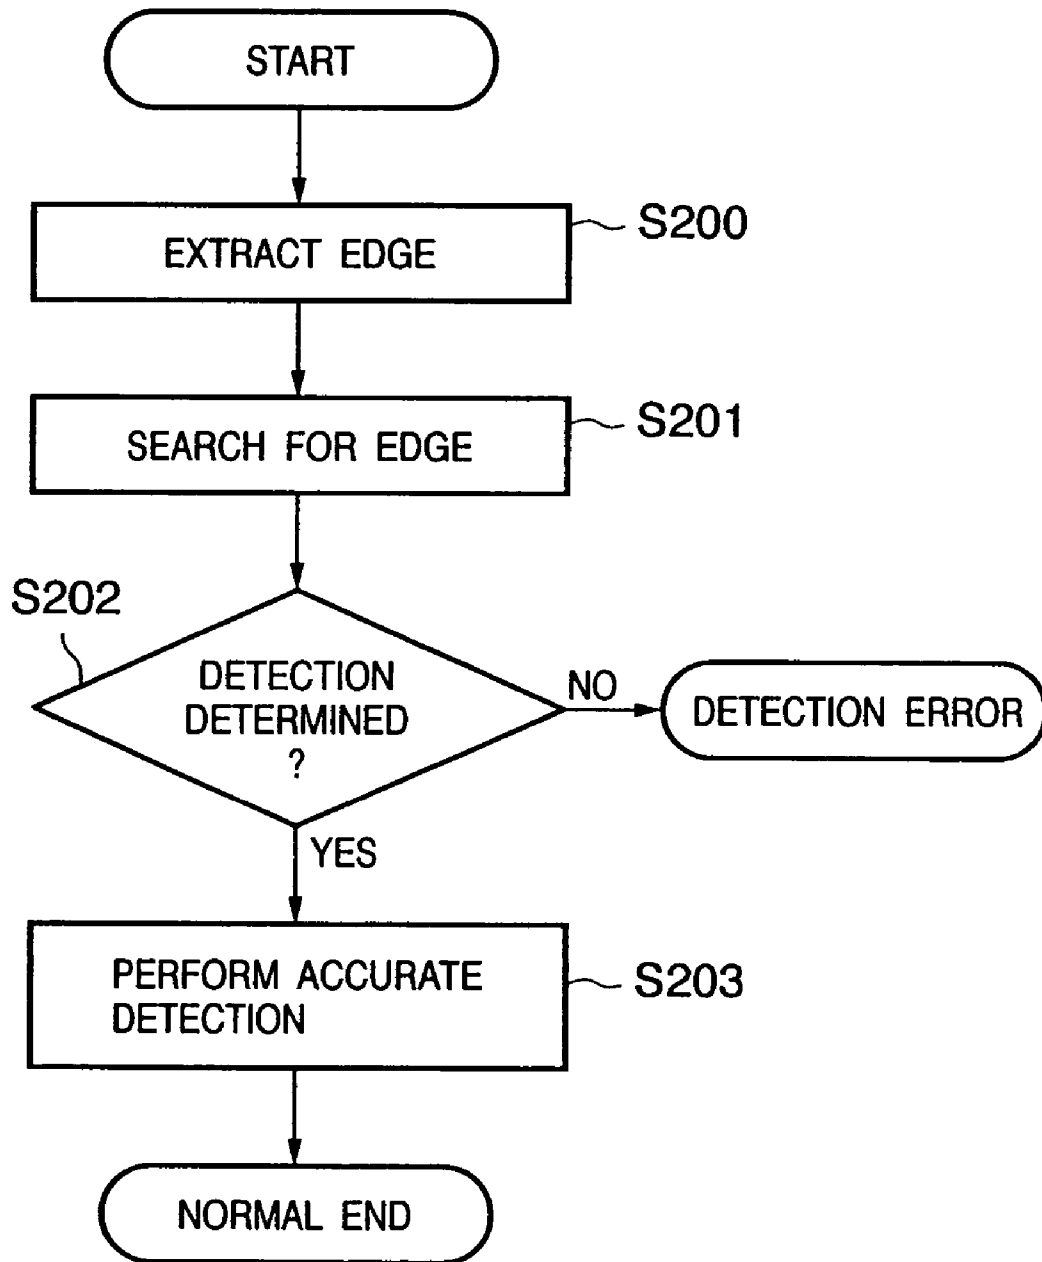 START
EXTRACT EDGE
S200
SEARCH FOR EDGE
S201
S202
DETECTION
DETERMINED
?
NO
DETECTION ERROR
YES
PERFORM ACCURATE
DETECTION
S203
NORMAL END